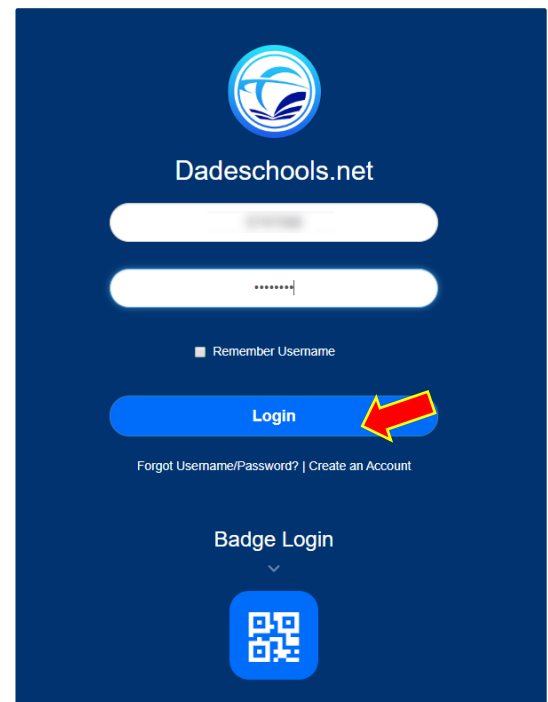 Dadeschools.net
••••••••
Remember Username
Login
Forgot Username/Password? | Create an Account
Badge Login